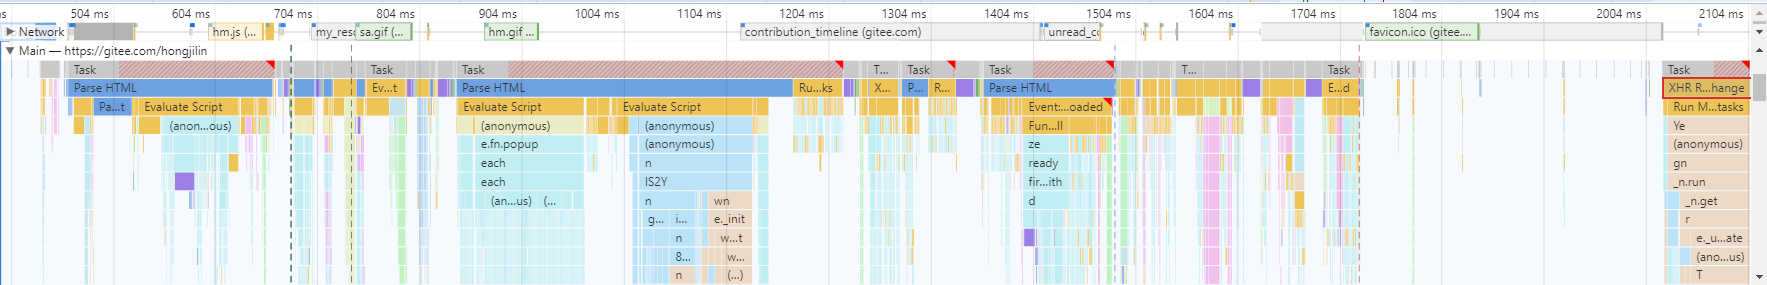 ns 504 ms 604 ms 704 ms 804 ms 904 ms 1004 ms 1104 ms 1204 ms 1304 ms 1404 ms 1504 ms 1604 ms 1704 ms 1804 ms 1904 ms 2004 ms 2104 ms
Network hm.js (... my_res sa.gif (... hm.gif ... contribution_timeline (gitee.com) unread_co favicon.ico (gitee....
Main — https://gitee.com/hongjilin
Task Task Task T... Task Task T... Task Task
Parse HTML Ev...t Parse HTML Ru...ks X... P... R... Parse HTML E...d XHR R...hange
Pa...t Evaluate Script Evaluate Script Evaluate Script Event:...oaded Run M...tasks
(anon...ous) (anonymous) (anonymous) Fun...ll Ye
e.fn.popup (anonymous) ze (anonymous)
each n ready gn
each IS2Y fir...ith _n.run
(an...us) (... n wn d _n.get
g... i... e._init r
n w...t e._u...ate
8... w... (ano...us)
n (...) T